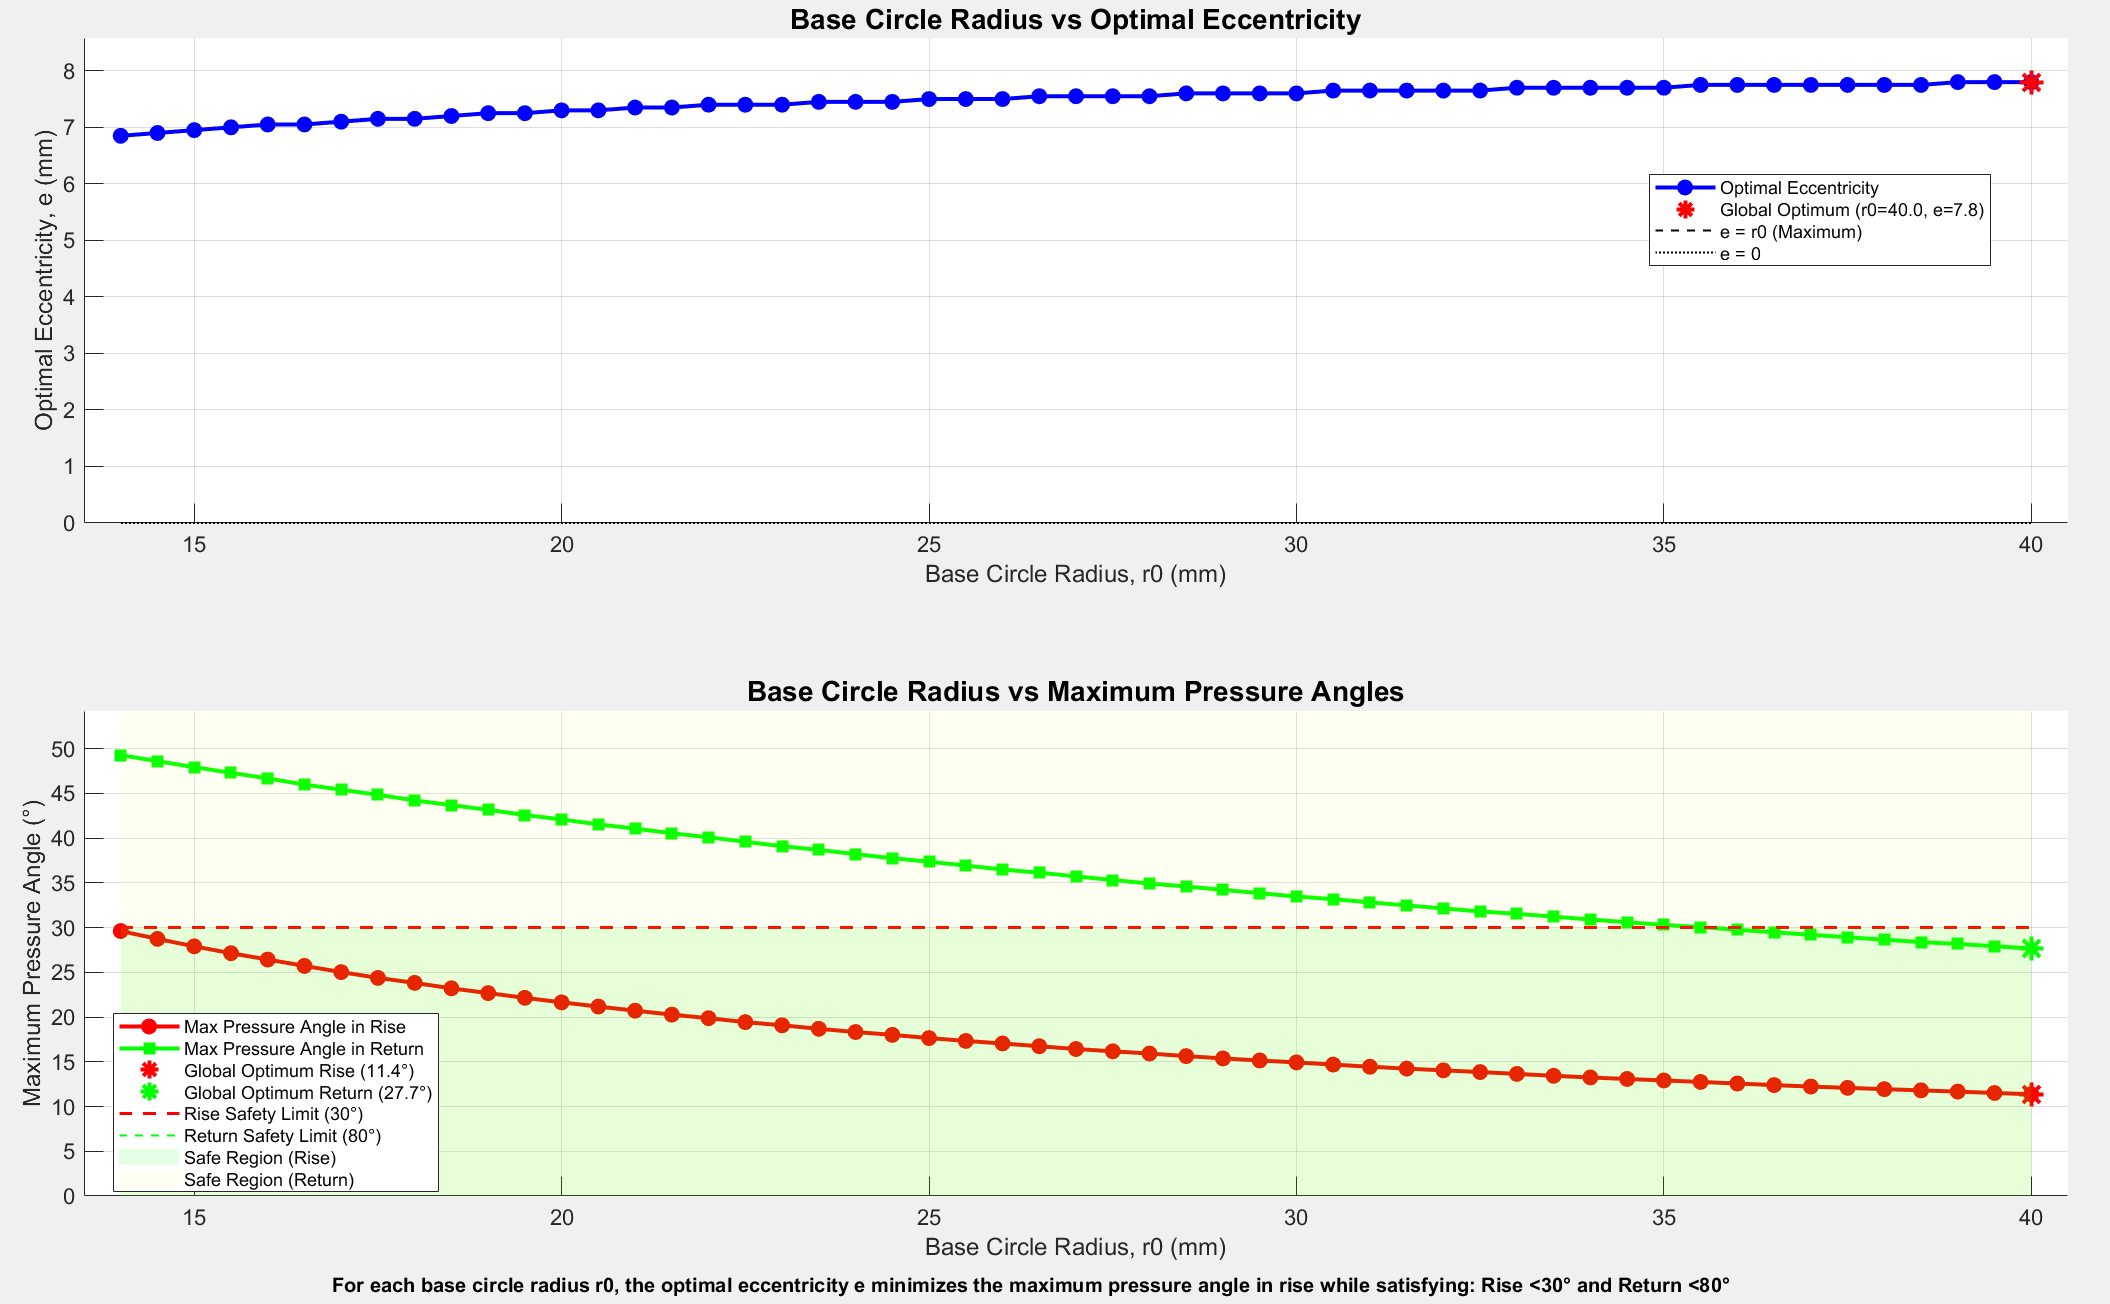 Base Circle Radius vs Optimal Eccentricity
Optimal Eccentricity, e (mm)
8
7
6
5
4
3
2
1
0
Optimal Eccentricity
Global Optimum (r0=40.0, e=7.8)
e = r0 (Maximum)
e = 0
15 20 25 30 35 40
Base Circle Radius, r0 (mm)
Base Circle Radius vs Maximum Pressure Angles
Maximum Pressure Angle (°)
50
45
40
35
30
25
20
15
10
5
0
Max Pressure Angle in Rise
Max Pressure Angle in Return
Global Optimum Rise (11.4°)
Global Optimum Return (27.7°)
Rise Safety Limit (30°)
Return Safety Limit (80°)
Safe Region (Rise)
Safe Region (Return)
15 20 25 30 35 40
Base Circle Radius, r0 (mm)
For each base circle radius r0, the optimal eccentricity e minimizes the maximum pressure angle in rise while satisfying: Rise <30° and Return <80°